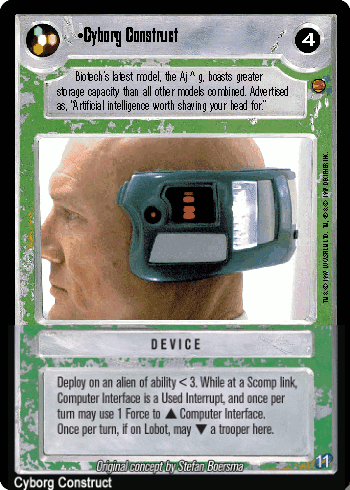 •Cyborg Construct
4
Biotech's latest model, the Aj^g, boasts greater
storage capacity than all other models combined. Advertised
as, "Artificial intelligence worth shaving your head for."
DEVICE
Deploy on an alien of ability < 3. While at a Scomp link,
Computer Interface is a Used Interrupt, and once per
turn may use 1 Force to ▲ Computer Interface.
Once per turn, if on Lobot, may ▼ a trooper here.
11
Original concept by Stefan Boersma
Cyborg Construct